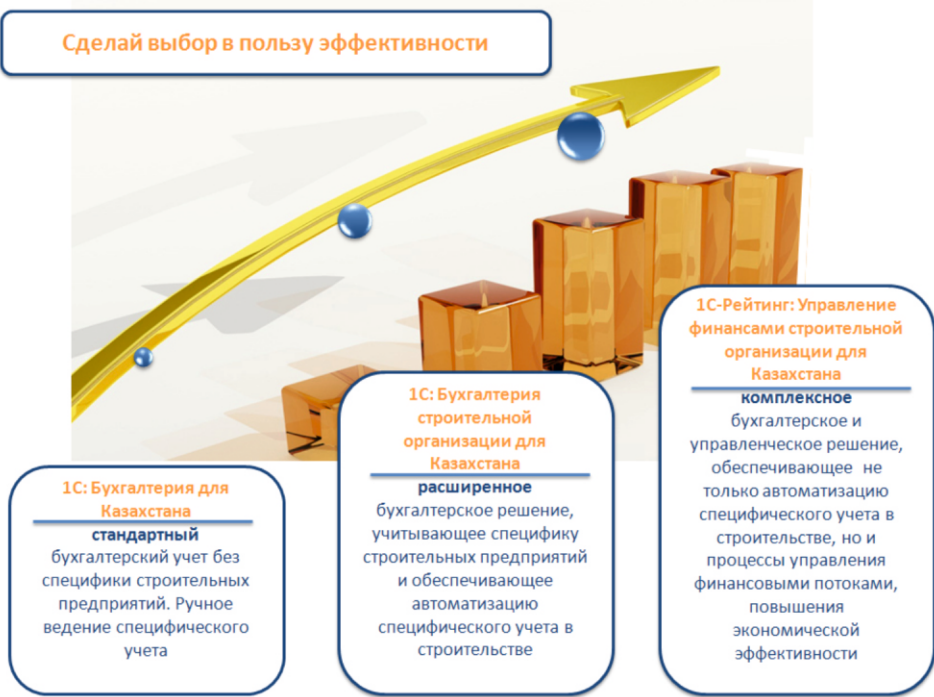 Сделай выбор в пользу эффективности
1С: Бухгалтерия для
Казахстана
стандартный
бухгалтерский учет без
специфики строительных
предприятий. Ручное
ведение специфического
учета
1С: Бухгалтерия
строительной
организации для
Казахстана
расширенное
бухгалтерское решение,
учитывающее специфику
строительных предприятий
и обеспечивающее
автоматизацию
специфического учета в
строительстве
1С-Рейтинг: Управление
финансами строительной
организации для
Казахстана
комплексное
бухгалтерское и
управленческое решение,
обеспечивающее не
только автоматизацию
специфического учета в
строительстве, но и
процессы управления
финансовыми потоками,
повышения
экономической
эффективности